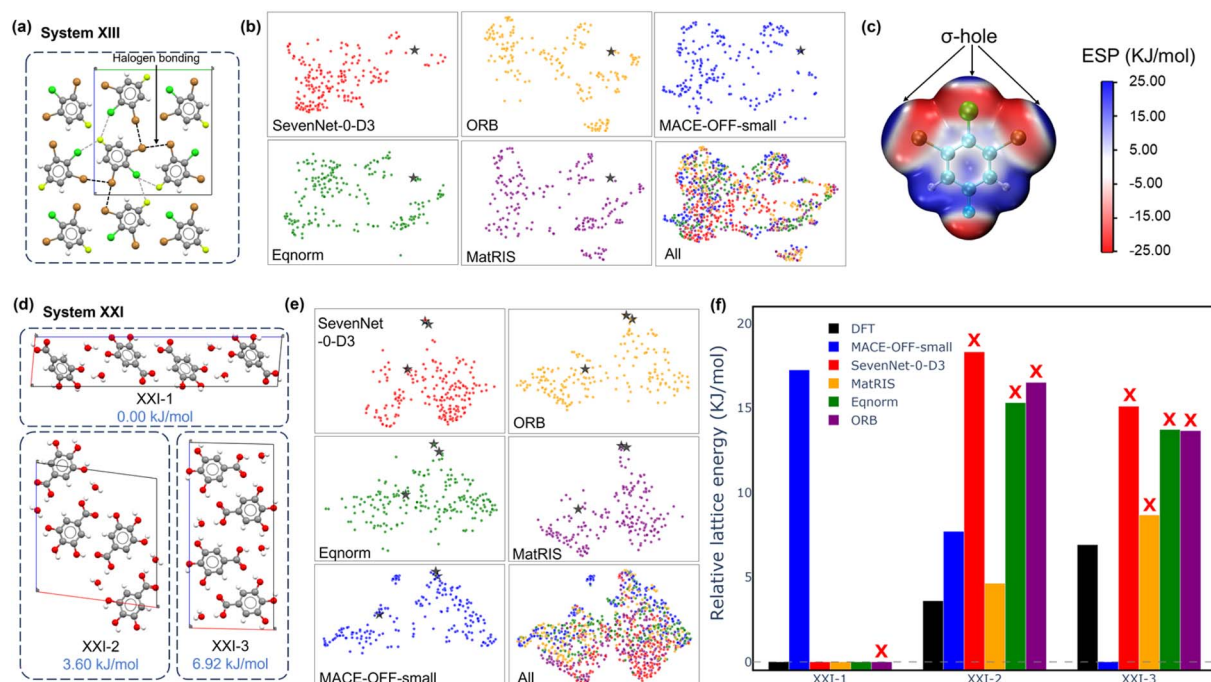 (a) System XIII
Halogen bonding
(b)
SevenNet-0-D3
ORB
MACE-OFF-small
Eqnorm
MatRIS
All
(c)
σ-hole
ESP (KJ/mol)
25.00
15.00
5.00
-5.00
-15.00
-25.00
(d) System XXI
XXI-1
0.00 kJ/mol
XXI-2
3.60 kJ/mol
XXI-3
6.92 kJ/mol
(e)
SevenNet
-0-D3
ORB
Eqnorm
MatRIS
MACE-OFF-small
All
(f)
Relative lattice energy (KJ/mol)
20
15
10
5
0
DFT
MACE-OFF-small
SevenNet-0-D3
MatRIS
Eqnorm
ORB
X
X
X
X
X
X
X
X
XXI-1
XXI-2
XXI-3